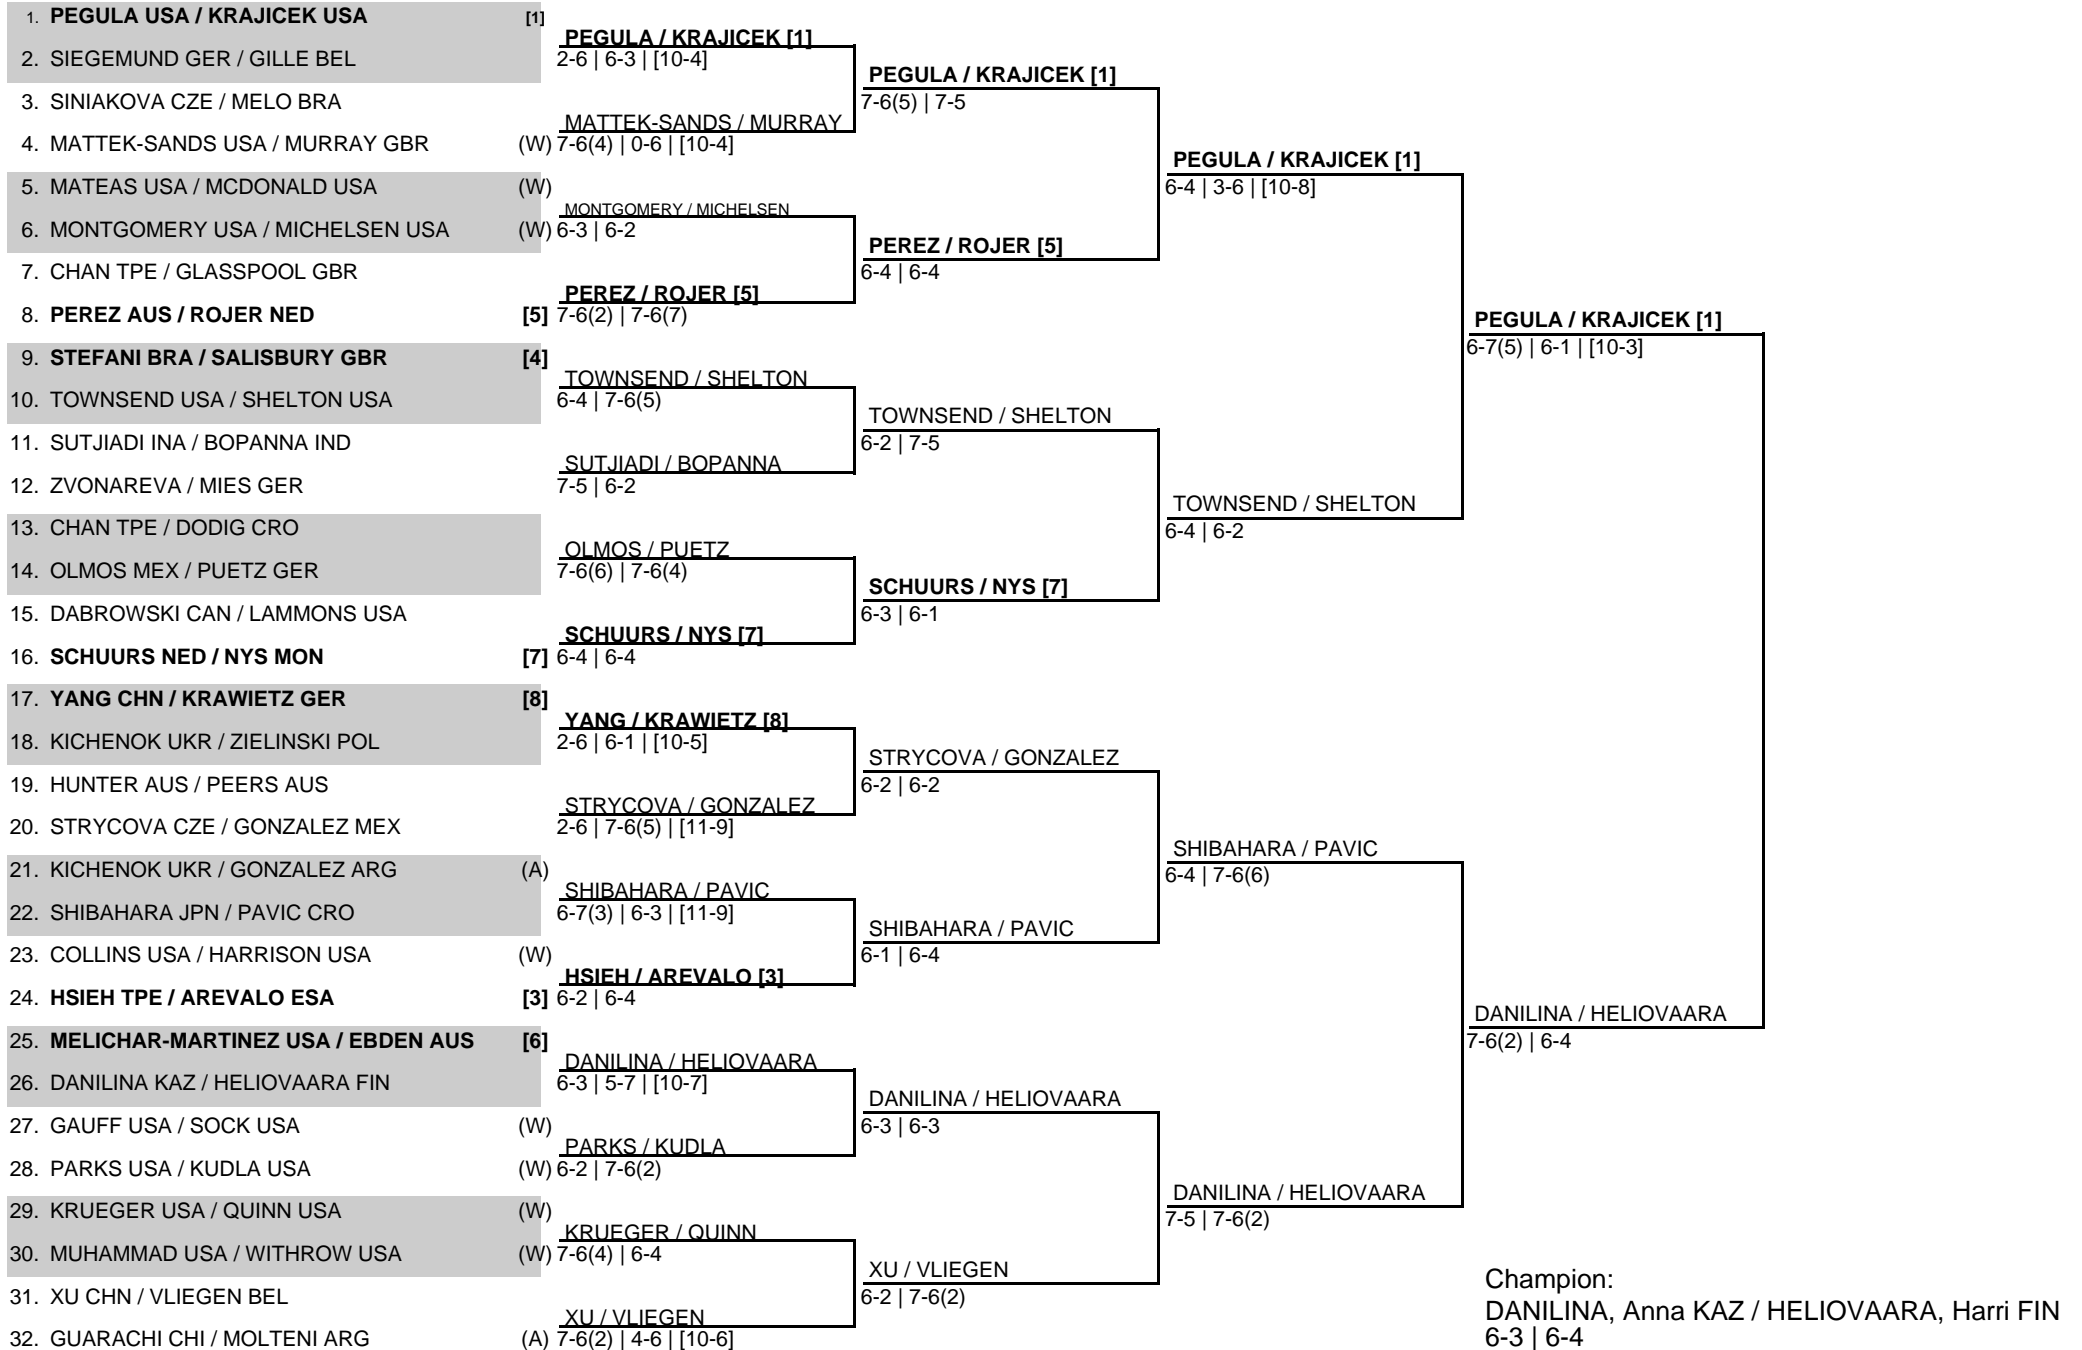 1. PEGULA USA / KRAJICEK USA [1]
2. SIEGEMUND GER / GILLE BEL
3. SINIAKOVA CZE / MELO BRA
4. MATTEK-SANDS USA / MURRAY GBR (W)
5. MATEAS USA / MCDONALD USA (W)
6. MONTGOMERY USA / MICHELSEN USA (W)
7. CHAN TPE / GLASSPOOL GBR
8. PEREZ AUS / ROJER NED [5]
9. STEFANI BRA / SALISBURY GBR [4]
10. TOWNSEND USA / SHELTON USA
11. SUTJIADI INA / BOPANNA IND
12. ZVONAREVA / MIES GER
13. CHAN TPE / DODIG CRO
14. OLMOS MEX / PUETZ GER
15. DABROWSKI CAN / LAMMONS USA
16. SCHUURS NED / NYS MON [7]
17. YANG CHN / KRAWIETZ GER [8]
18. KICHENOK UKR / ZIELINSKI POL
19. HUNTER AUS / PEERS AUS
20. STRYCOVA CZE / GONZALEZ MEX
21. KICHENOK UKR / GONZALEZ ARG (A)
22. SHIBAHARA JPN / PAVIC CRO
23. COLLINS USA / HARRISON USA (W)
24. HSIEH TPE / AREVALO ESA [3]
25. MELICHAR-MARTINEZ USA / EBDEN AUS [6]
26. DANILINA KAZ / HELIOVAARA FIN
27. GAUFF USA / SOCK USA (W)
28. PARKS USA / KUDLA USA (W)
29. KRUEGER USA / QUINN USA (W)
30. MUHAMMAD USA / WITHROW USA (W)
31. XU CHN / VLIEGEN BEL
32. GUARACHI CHI / MOLTENI ARG (A)
PEGULA / KRAJICEK [1]
2-6 | 6-3 | [10-4]
MATTEK-SANDS / MURRAY
7-6(4) | 0-6 | [10-4]
MONTGOMERY / MICHELSEN
6-3 | 6-2
PEREZ / ROJER [5]
7-6(2) | 7-6(7)
TOWNSEND / SHELTON
6-4 | 7-6(5)
SUTJIADI / BOPANNA
7-5 | 6-2
OLMOS / PUETZ
7-6(6) | 7-6(4)
SCHUURS / NYS [7]
6-4 | 6-4
YANG / KRAWIETZ [8]
2-6 | 6-1 | [10-5]
STRYCOVA / GONZALEZ
2-6 | 7-6(5) | [11-9]
SHIBAHARA / PAVIC
6-7(3) | 6-3 | [11-9]
HSIEH / AREVALO [3]
6-2 | 6-4
DANILINA / HELIOVAARA
6-3 | 5-7 | [10-7]
PARKS / KUDLA
6-2 | 7-6(2)
KRUEGER / QUINN
7-6(4) | 6-4
XU / VLIEGEN
7-6(2) | 4-6 | [10-6]
PEGULA / KRAJICEK [1]
7-6(5) | 7-5
PEREZ / ROJER [5]
6-4 | 6-4
TOWNSEND / SHELTON
6-2 | 7-5
SCHUURS / NYS [7]
6-3 | 6-1
STRYCOVA / GONZALEZ
6-2 | 6-2
SHIBAHARA / PAVIC
6-1 | 6-4
DANILINA / HELIOVAARA
6-3 | 6-3
XU / VLIEGEN
6-2 | 7-6(2)
PEGULA / KRAJICEK [1]
6-4 | 3-6 | [10-8]
TOWNSEND / SHELTON
6-4 | 6-2
SHIBAHARA / PAVIC
6-4 | 7-6(6)
DANILINA / HELIOVAARA
7-5 | 7-6(2)
PEGULA / KRAJICEK [1]
6-7(5) | 6-1 | [10-3]
DANILINA / HELIOVAARA
7-6(2) | 6-4
Champion:
DANILINA, Anna KAZ / HELIOVAARA, Harri FIN
6-3 | 6-4